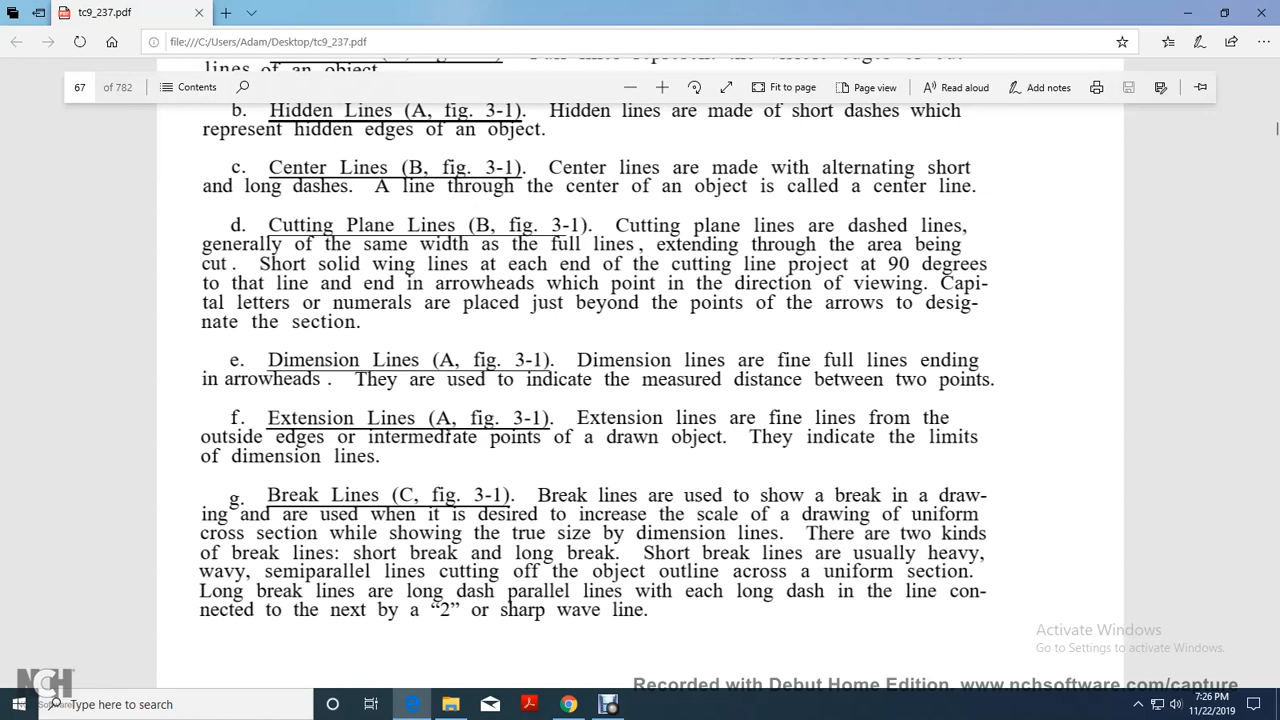 tc9_237.pdf
file:///C:/Users/Adam/Desktop/tc9_237.pdf
lines of an object.
67 of 782 Contents Fit to page Page view Read aloud Add notes
b. Hidden Lines (A, fig. 3-1). Hidden lines are made of short dashes which
represent hidden edges of an object.
c. Center Lines (B, fig. 3-1). Center lines are made with alternating short
and long dashes. A line through the center of an object is called a center line.
d. Cutting Plane Lines (B, fig. 3-1). Cutting plane lines are dashed lines,
generally of the same width as the full lines, extending through the area being
cut. Short solid wing lines at each end of the cutting line project at 90 degrees
to that line and end in arrowheads which point in the direction of viewing. Capi-
tal letters or numerals are placed just beyond the points of the arrows to desig-
nate the section.
e. Dimension Lines (A, fig. 3-1). Dimension lines are fine full lines ending
in arrowheads. They are used to indicate the measured distance between two points.
f. Extension Lines (A, fig. 3-1). Extension lines are fine lines from the
outside edges or intermediate points of a drawn object. They indicate the limits
of dimension lines.
g. Break Lines (C, fig. 3-1). Break lines are used to show a break in a draw-
ing and are used when it is desired to increase the scale of a drawing of uniform
cross section while showing the true size by dimension lines. There are two kinds
of break lines: short break and long break. Short break lines are usually heavy,
wavy, semiparallel lines cutting off the object outline across a uniform section.
Long break lines are long dash parallel lines with each long dash in the line con-
nected to the next by a “2” or sharp wave line.
Activate Windows
Go to Settings to activate Windows.
NCH
Software
Recorded with Debut Home Edition. www.nchsoftware.com/capture
Type here to search
7:26 PM
11/22/2019